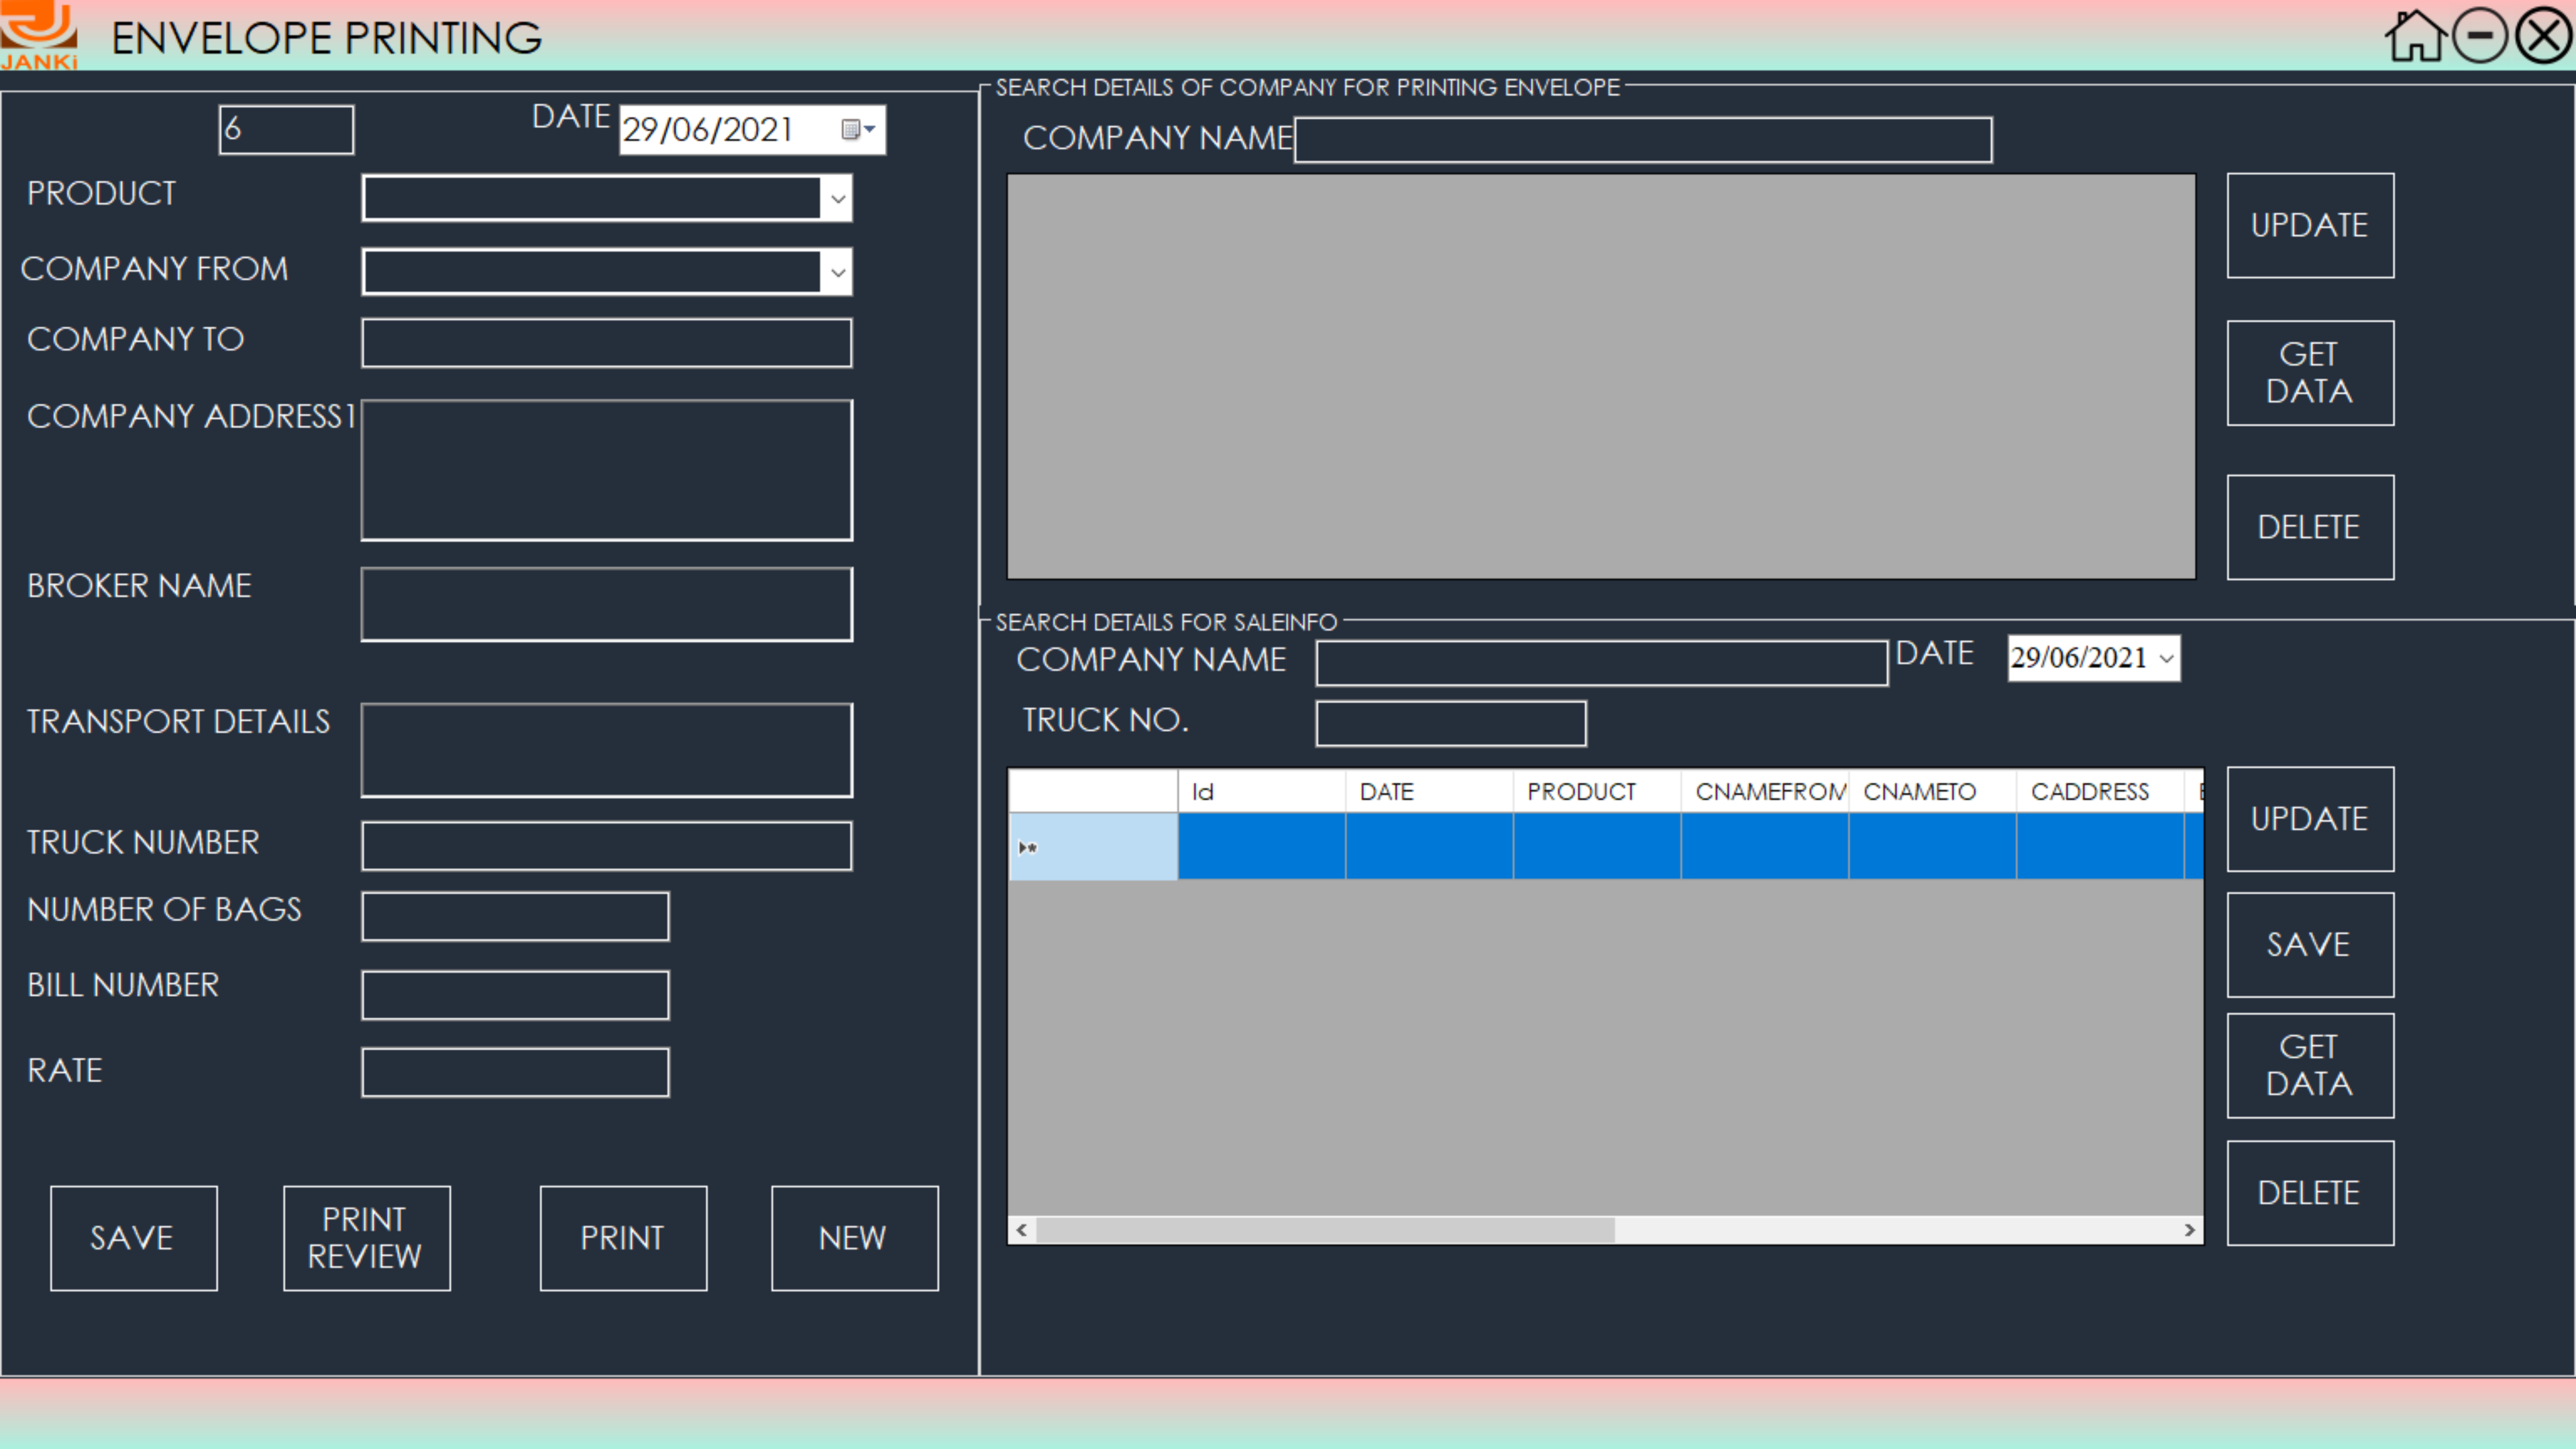 JANKi
ENVELOPE PRINTING
6
DATE
29/06/2021
PRODUCT
COMPANY FROM
COMPANY TO
COMPANY ADDRESS1
BROKER NAME
TRANSPORT DETAILS
TRUCK NUMBER
NUMBER OF BAGS
BILL NUMBER
RATE
SAVE
PRINT
REVIEW
PRINT
NEW
SEARCH DETAILS OF COMPANY FOR PRINTING ENVELOPE
COMPANY NAME
UPDATE
GET
DATA
DELETE
SEARCH DETAILS FOR SALEINFO
COMPANY NAME
DATE
29/06/2021
TRUCK NO.
Id DATE PRODUCT CNAMEFROM CNAMETO CADDRESS
UPDATE
SAVE
GET
DATA
DELETE